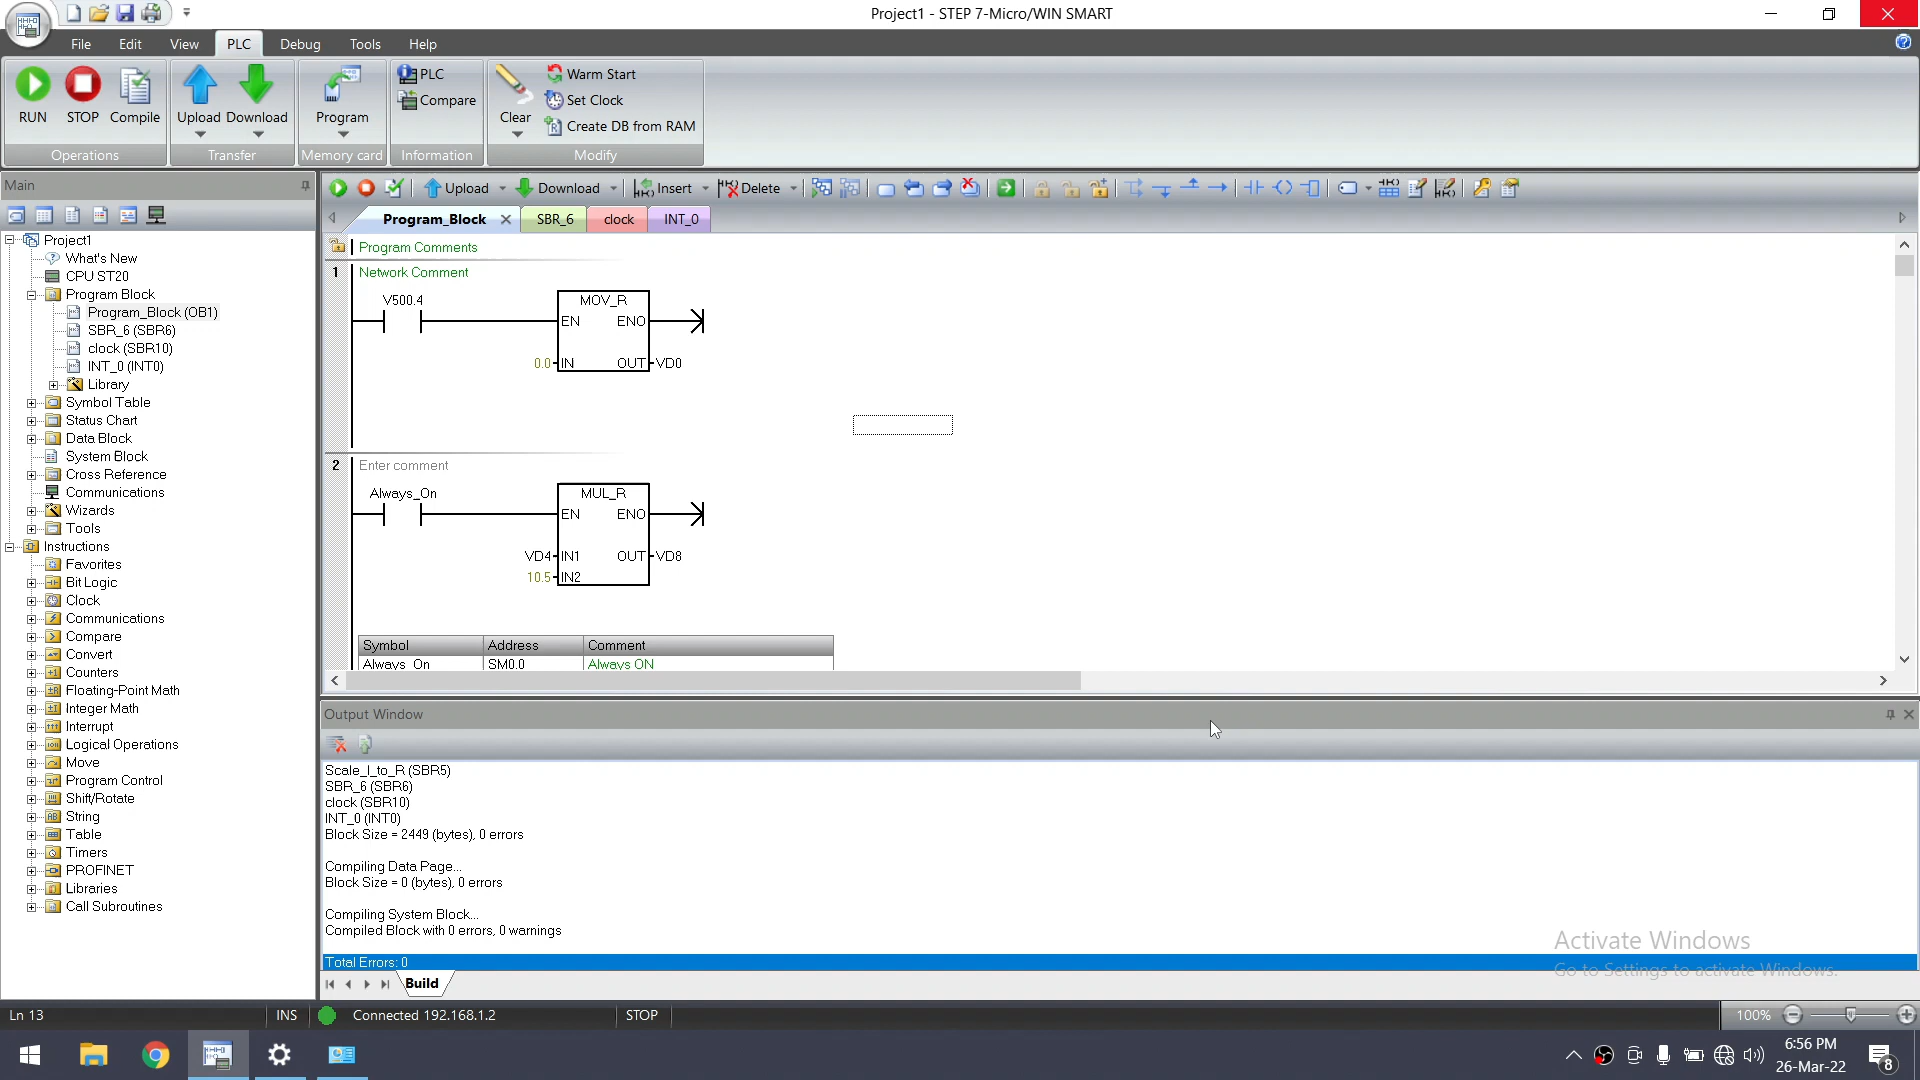 Project1 - STEP 7-Micro/WIN SMART
File Edit View PLC Debug Tools Help
RUN STOP Compile
Operations
Upload Download
Transfer
Program
Memory card
PLC
Compare
Information
Clear
Warm Start
Set Clock
Create DB from RAM
Modify
Main
Upload Download Insert Delete
Program_Block SBR_6 clock INT_0
Project1
What's New
CPU ST20
Program Block
Program_Block (OB1)
SBR_6 (SBR6)
clock (SBR10)
INT_0 (INT0)
Library
Symbol Table
Status Chart
Data Block
System Block
Cross Reference
Communications
Wizards
Tools
Instructions
Favorites
Bit Logic
Clock
Communications
Compare
Convert
Counters
Floating-Point Math
Integer Math
Interrupt
Logical Operations
Move
Program Control
Shift/Rotate
String
Table
Timers
PROFINET
Libraries
Call Subroutines
Program Comments
1 Network Comment
V500.4 MOV_R
EN ENO
0.0 IN OUT VD0
2 Enter comment
Always_On MUL_R
EN ENO
VD4 IN1 OUT VD8
10.5 IN2
Symbol Address Comment
Always_On SM0.0 Always ON
Output Window
Scale_I_to_R (SBR5)
SBR_6 (SBR6)
clock (SBR10)
INT_0 (INT0)
Block Size = 2449 (bytes), 0 errors
Compiling Data Page...
Block Size = 0 (bytes), 0 errors
Compiling System Block...
Compiled Block with 0 errors, 0 warnings
Total Errors: 0
Build
Activate Windows
Go to Settings to activate Windows.
Ln 13 INS Connected 192.168.1.2 STOP 100%
6:56 PM
26-Mar-22
8